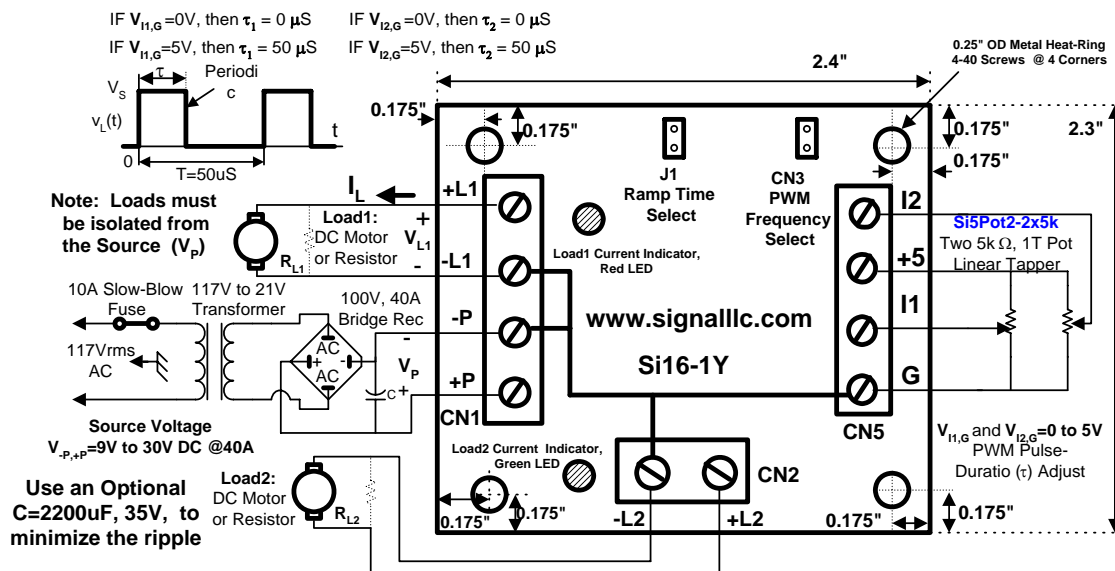 IF V_I1,G =0V, then τ1 = 0 μS
IF V_I2,G=0V, then τ2 = 0 μS
IF V_I1,G=5V, then τ1 = 50 μS
IF V_I2,G=5V, then τ2 = 50 μS
VS
τ
Periodi
c
vL(t)
0
t
T=50uS
2.4"
0.25" OD Metal Heat-Ring
4-40 Screws @ 4 Corners
0.175"
0.175"
0.175"
0.175"
2.3"
Note: Loads must
be isolated from
the Source (VP)
IL
+L1
J1
Ramp Time
Select
CN3
PWM
Frequency
Select
I2
Load1:
DC Motor
or Resistor
RL1
+
VL1
-
-L1
Load1 Current Indicator,
Red LED
+5
Si5Pot2-2x5k
Two 5k Ω, 1T Pot
Linear Tapper
10A Slow-Blow
Fuse
117V to 21V
Transformer
100V, 40A
Bridge Rec
-P
-
VP
+
www.signalllc.com
I1
117Vrms
AC
AC
+
-
AC
C
+P
Si16-1Y
G
CN1
CN5
Source Voltage
V-P,+P=9V to 30V DC @40A
Load2 Current Indicator,
Green LED
CN2
V_I1,G and V_I2,G=0 to 5V
PWM Pulse-
Duratio (τ) Adjust
Load2:
DC Motor
or Resistor
RL2
Use an Optional
C=2200uF, 35V, to
minimize the ripple
0.175"
0.175"
-L2
+L2
0.175"
0.175"